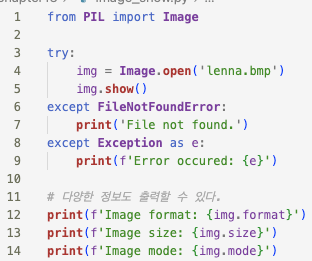 1 from PIL import Image
2
3 try:
4     img = Image.open('lenna.bmp')
5     img.show()
6 except FileNotFoundError:
7     print('File not found.')
8 except Exception as e:
9     print(f'Error occured: {e}')
10
11 # 다양한 정보도 출력할 수 있다.
12 print(f'Image format: {img.format}')
13 print(f'Image size: {img.size}')
14 print(f'Image mode: {img.mode}')